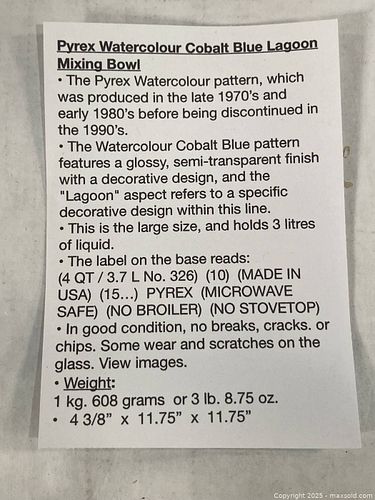 Pyrex Watercolour Cobalt Blue Lagoon
Mixing Bowl
• The Pyrex Watercolour pattern, which
was produced in the late 1970's and
early 1980's before being discontinued in
the 1990's.
• The Watercolour Cobalt Blue pattern
features a glossy, semi-transparent finish
with a decorative design, and the
"Lagoon" aspect refers to a specific
decorative design within this line.
• This is the large size, and holds 3 litres
of liquid.
• The label on the base reads:
(4 QT / 3.7 L No. 326) (10) (MADE IN
USA) (15...) PYREX (MICROWAVE
SAFE) (NO BROILER) (NO STOVETOP)
• In good condition, no breaks, cracks. or
chips. Some wear and scratches on the
glass. View images.
• Weight:
1 kg. 608 grams or 3 lb. 8.75 oz.
• 4 3/8” x 11.75” x 11.75”
Copyright 2025 - maxsold.com